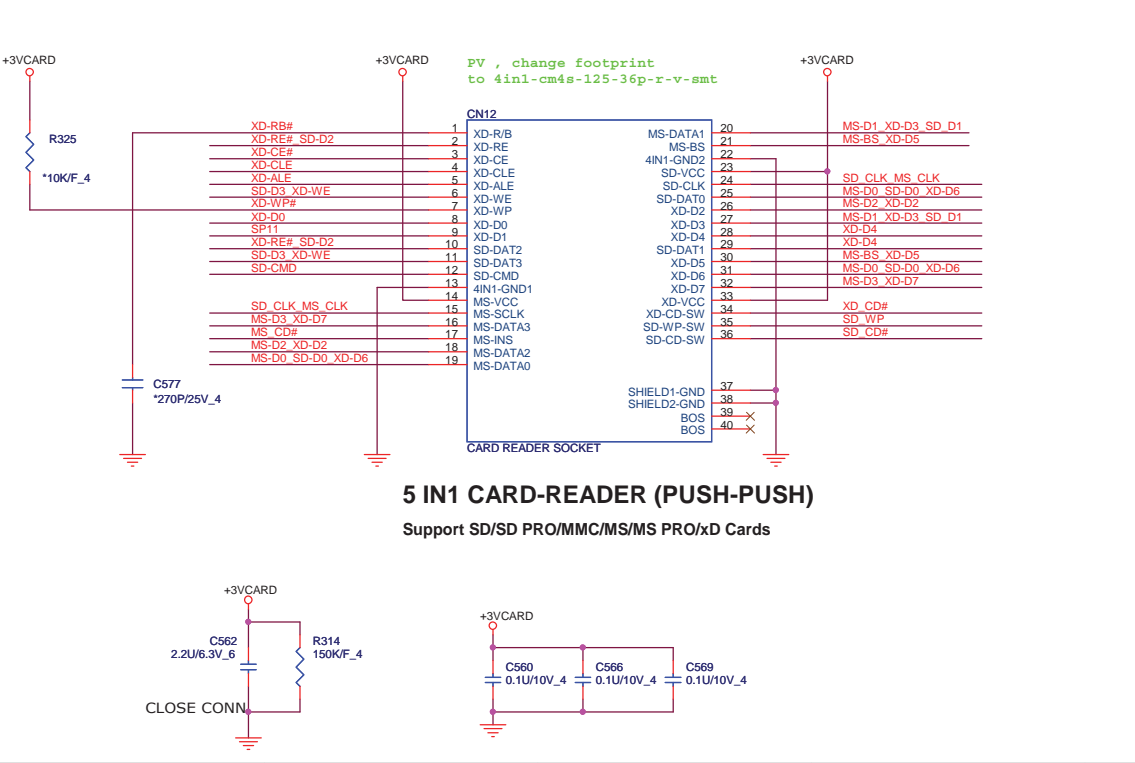 +3VCARD
+3VCARD
+3VCARD
PV , change footprint
to 4in1-cm4s-125-36p-r-v-smt
CN12
R325
*10K/F_4
XD-RB# 1 XD-R/B
XD-RE#_SD-D2 2 XD-RE
XD-CE# 3 XD-CE
XD-CLE 4 XD-CLE
XD-ALE 5 XD-ALE
SD-D3_XD-WE 6 XD-WE
XD-WP# 7 XD-WP
XD-D0 8 XD-D0
SP11 9 XD-D1
XD-RE#_SD-D2 10 SD-DAT2
SD-D3_XD-WE 11 SD-DAT3
SD-CMD 12 SD-CMD
13 4IN1-GND1
14 MS-VCC
SD_CLK_MS_CLK 15 MS-SCLK
MS-D3_XD-D7 16 MS-DATA3
MS_CD# 17 MS-INS
MS-D2_XD-D2 18 MS-DATA2
MS-D0_SD-D0_XD-D6 19 MS-DATA0
MS-DATA1 20 MS-D1_XD-D3_SD_D1
MS-BS 21 MS-BS_XD-D5
4IN1-GND2 22
SD-VCC 23
SD-CLK 24 SD_CLK_MS_CLK
SD-DAT0 25 MS-D0_SD-D0_XD-D6
XD-D2 26 MS-D2_XD-D2
XD-D3 27 MS-D1_XD-D3_SD_D1
XD-D4 28 XD-D4
SD-DAT1 29 XD-D4
XD-D5 30 MS-BS_XD-D5
XD-D6 31 MS-D0_SD-D0_XD-D6
XD-D7 32 MS-D3_XD-D7
XD-VCC 33
XD-CD-SW 34 XD_CD#
SD-WP-SW 35 SD_WP
SD-CD-SW 36 SD_CD#
SHIELD1-GND 37
SHIELD2-GND 38
BOS 39
BOS 40
C577
*270P/25V_4
CARD READER SOCKET
5 IN1 CARD-READER (PUSH-PUSH)
Support SD/SD PRO/MMC/MS/MS PRO/xD Cards
+3VCARD
C562
2.2U/6.3V_6
R314
150K/F_4
CLOSE CONN
+3VCARD
C560
0.1U/10V_4
C566
0.1U/10V_4
C569
0.1U/10V_4